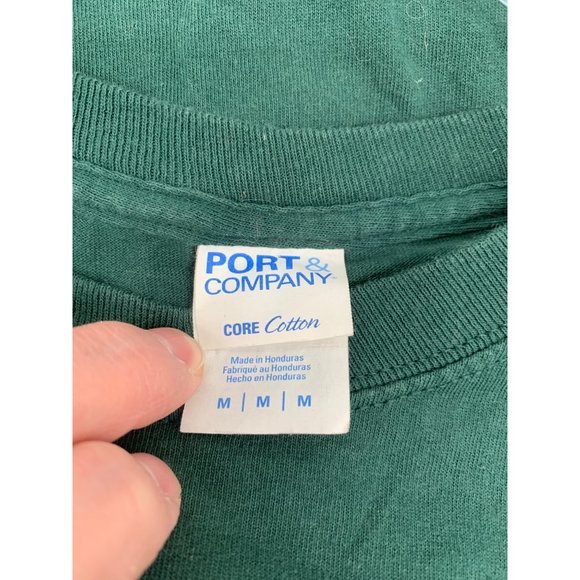 PORT &
COMPANY
CORE Cotton
Made in Honduras
Fabriqué au Honduras
Hecho en Honduras
M | M | M